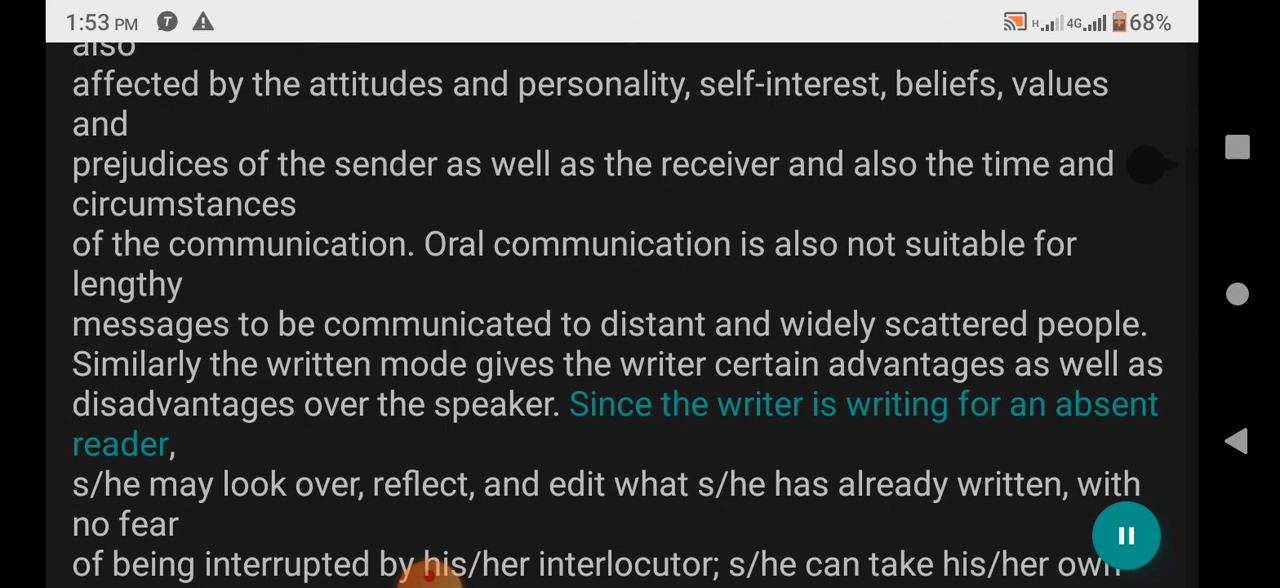 1:53 PM T H 4G 68%
also
affected by the attitudes and personality, self-interest, beliefs, values
and
prejudices of the sender as well as the receiver and also the time and
circumstances
of the communication. Oral communication is also not suitable for
lengthy
messages to be communicated to distant and widely scattered people.
Similarly the written mode gives the writer certain advantages as well as
disadvantages over the speaker. Since the writer is writing for an absent
reader,
s/he may look over, reflect, and edit what s/he has already written, with
no fear
of being interrupted by his/her interlocutor; s/he can take his/her own